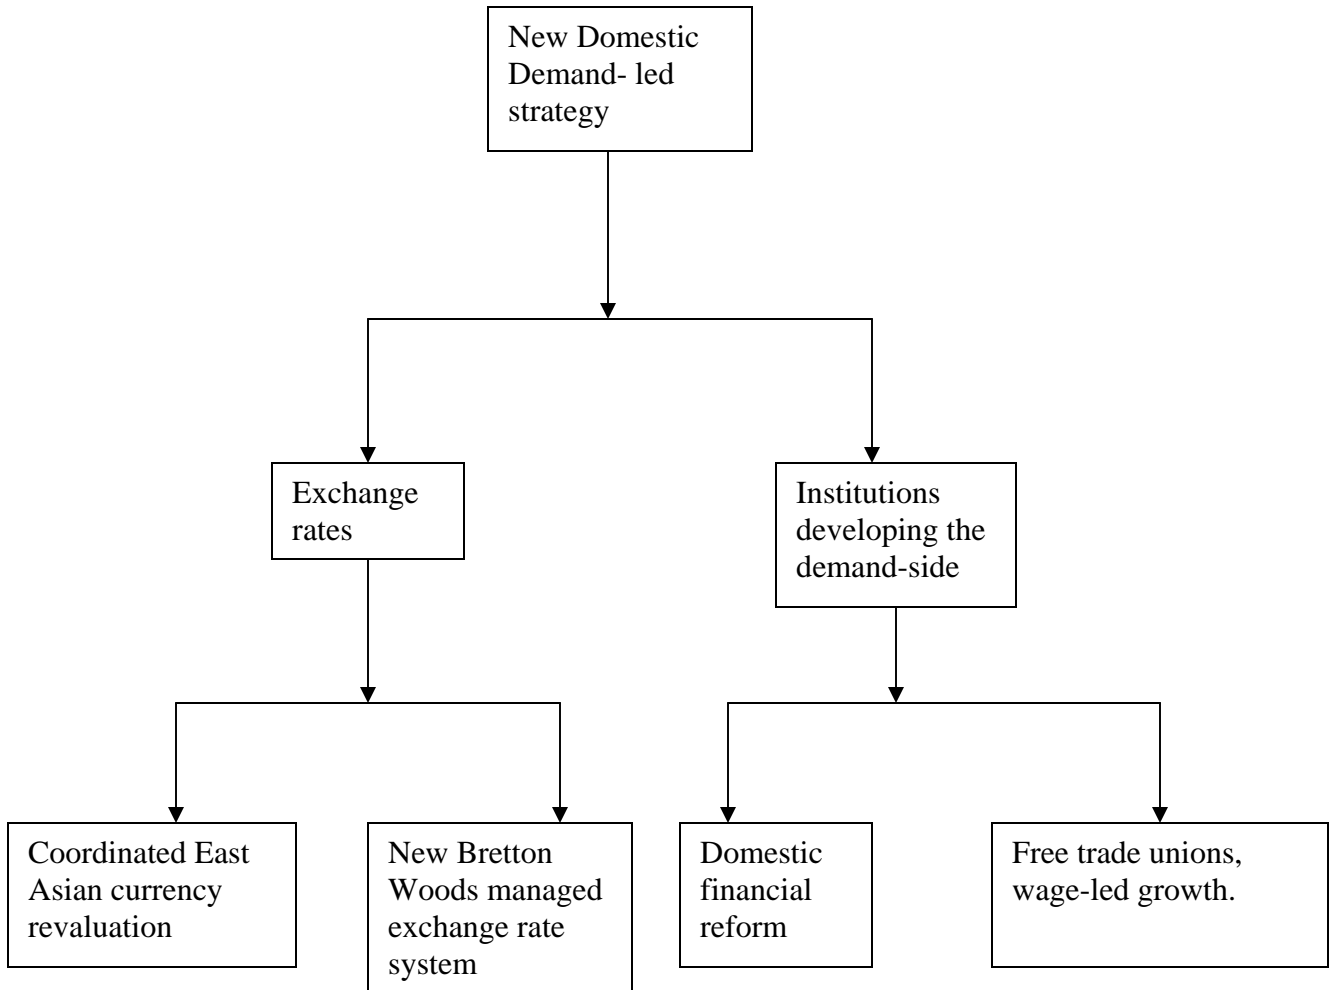 New Domestic
Demand- led
strategy
Exchange
rates
Institutions
developing the
demand-side
Coordinated East
Asian currency
revaluation
New Bretton
Woods managed
exchange rate
system
Domestic
financial
reform
Free trade unions,
wage-led growth.